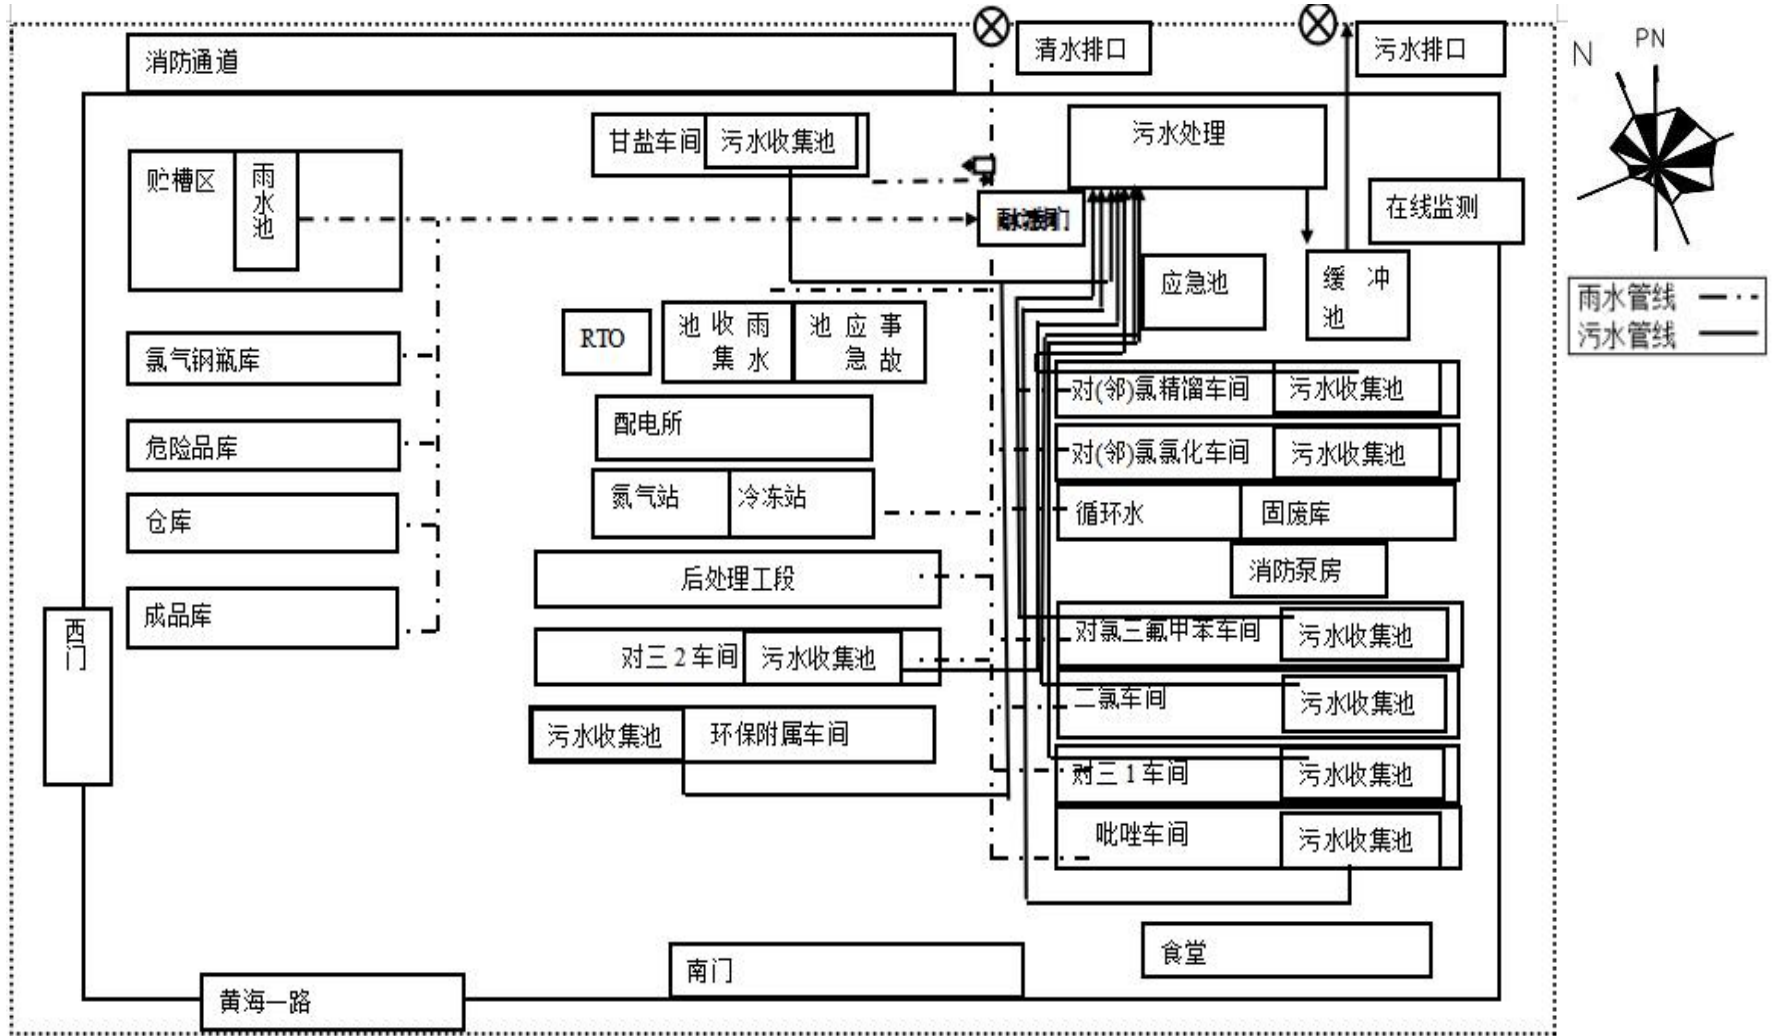 消防通道
清水排口
污水排口
N
PN
甘盐车间
污水收集池
污水处理
贮槽区
雨水池
在线监测
应急池
缓 冲
池
雨水管线
污水管线
RTO
雨水收集池
事故应急池
氯气钢瓶库
对(邻)氯精馏车间
污水收集池
配电所
危险品库
对(邻)氯氯化车间
污水收集池
氮气站
冷冻站
仓库
循环水
固废库
后处理工段
消防泵房
成品库
西门
对三2车间
污水收集池
对氯三氟甲苯车间
污水收集池
二氯车间
污水收集池
污水收集池
环保附属车间
对三1车间
污水收集池
吡唑车间
污水收集池
食堂
南门
黄海一路